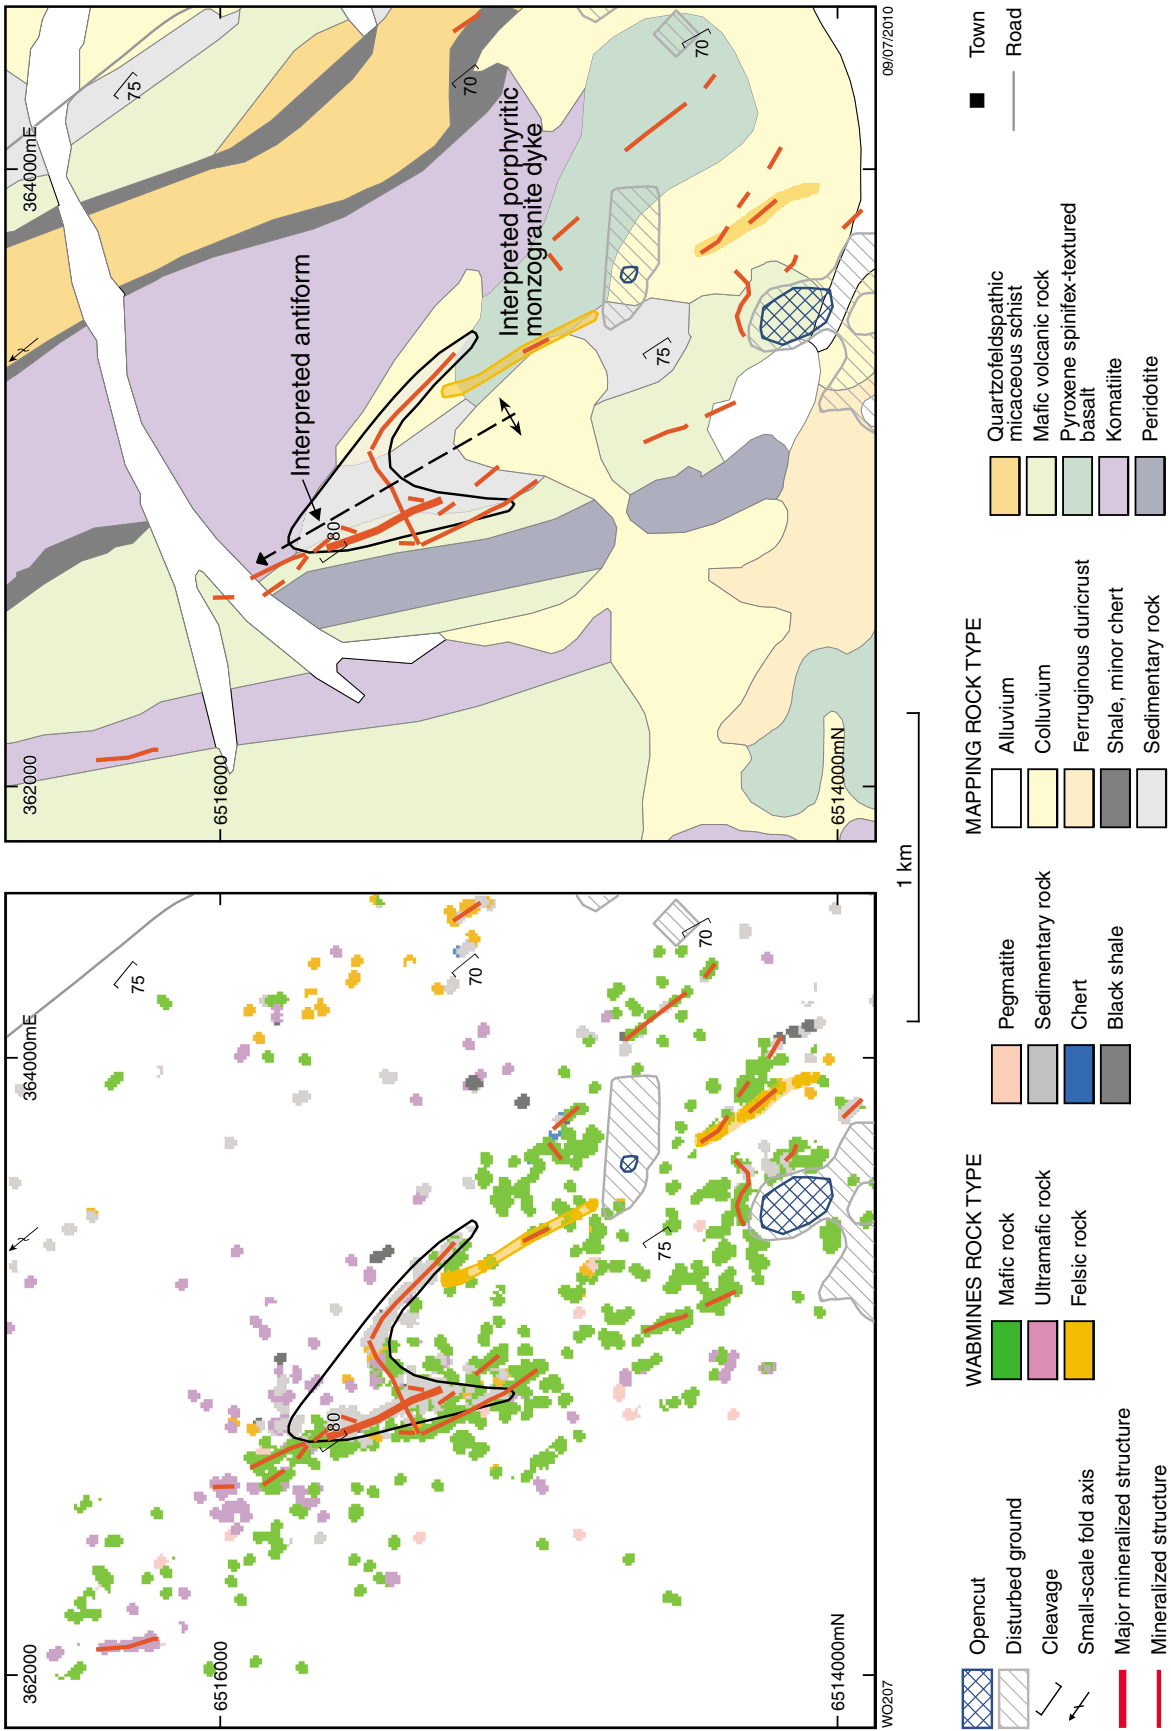 362000
364000mE
6516000
6514000mN
75
70
70
75
80
WO207
362000
364000mE
6516000
6514000mN
75
70
70
75
80
Interpreted antiform
Interpreted porphyritic
monzogranite dyke
09/07/2010
1 km
Opencut
Disturbed ground
Cleavage
Small-scale fold axis
Major mineralized structure
Mineralized structure
WABMINES ROCK TYPE
Mafic rock
Ultramafic rock
Felsic rock
Pegmatite
Sedimentary rock
Chert
Black shale
MAPPING ROCK TYPE
Alluvium
Colluvium
Ferruginous duricrust
Shale, minor chert
Sedimentary rock
Quartzofeldspathic
micaceous schist
Mafic volcanic rock
Pyroxene spinifex-textured
basalt
Komatiite
Peridotite
Town
Road